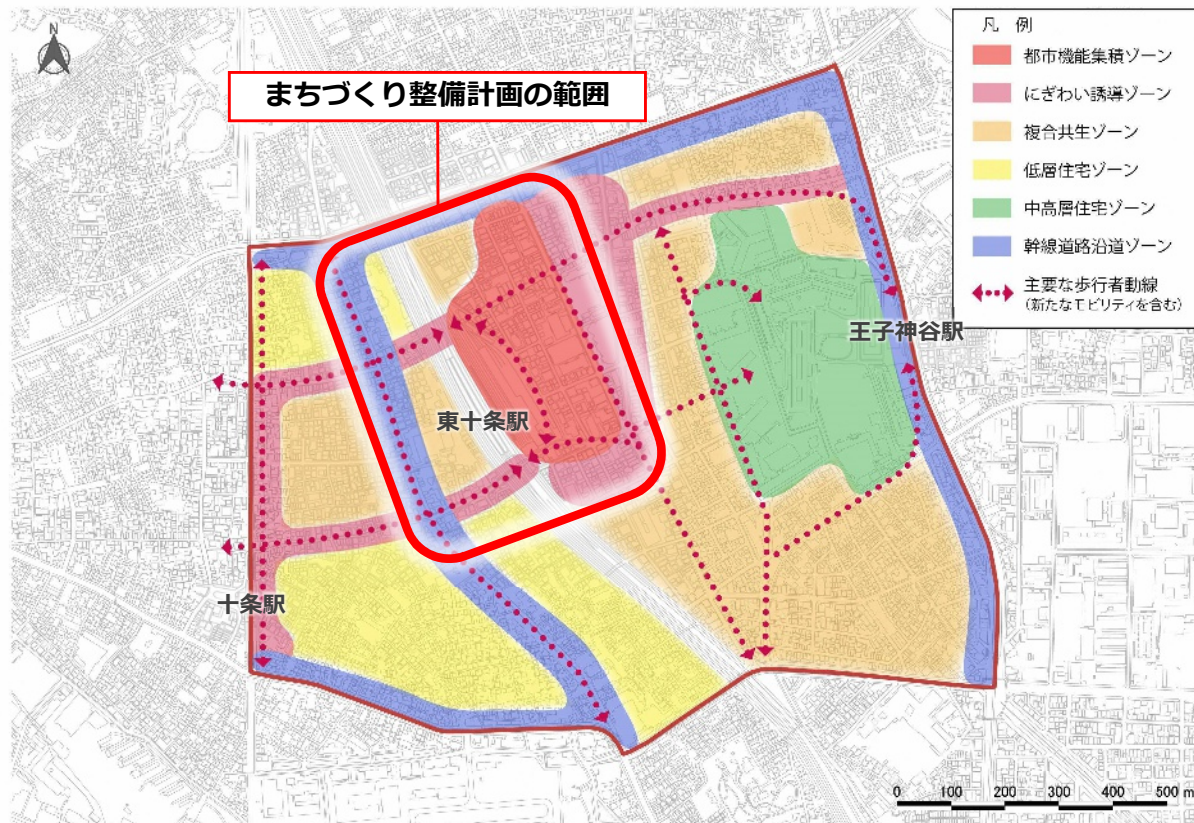 N
まちづくり整備計画の範囲
凡 例
都市機能集積ゾーン
にぎわい誘導ゾーン
複合共生ゾーン
低層住宅ゾーン
中高層住宅ゾーン
幹線道路沿道ゾーン
主要な歩行者動線
(新たなモビリティを含む)
王子神谷駅
東十条駅
十条駅
0 100 200 300 400 500 m